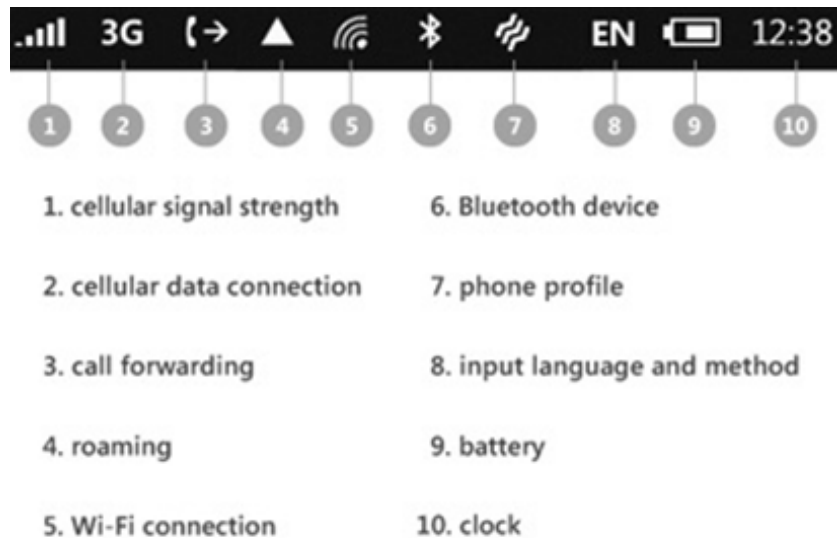 3G EN 12:38
1 2 3 4 5 6 7 8 9 10
1. cellular signal strength
2. cellular data connection
3. call forwarding
4. roaming
5. Wi-Fi connection
6. Bluetooth device
7. phone profile
8. input language and method
9. battery
10. clock